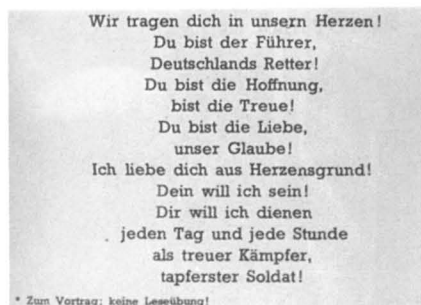 Wir tragen dich in unsern Herzen!
Du bist der Führer,
Deutschlands Retter!
Du bist die Hoffnung,
bist die Treue!
Du bist die Liebe,
unser Glaube!
Ich liebe dich aus Herzensgrund!
Dein will ich sein!
Dir will ich dienen
jeden Tag und jede Stunde
als treuer Kämpfer,
tapferster Soldat!
* Zum Vortrag; keine Leseübung!